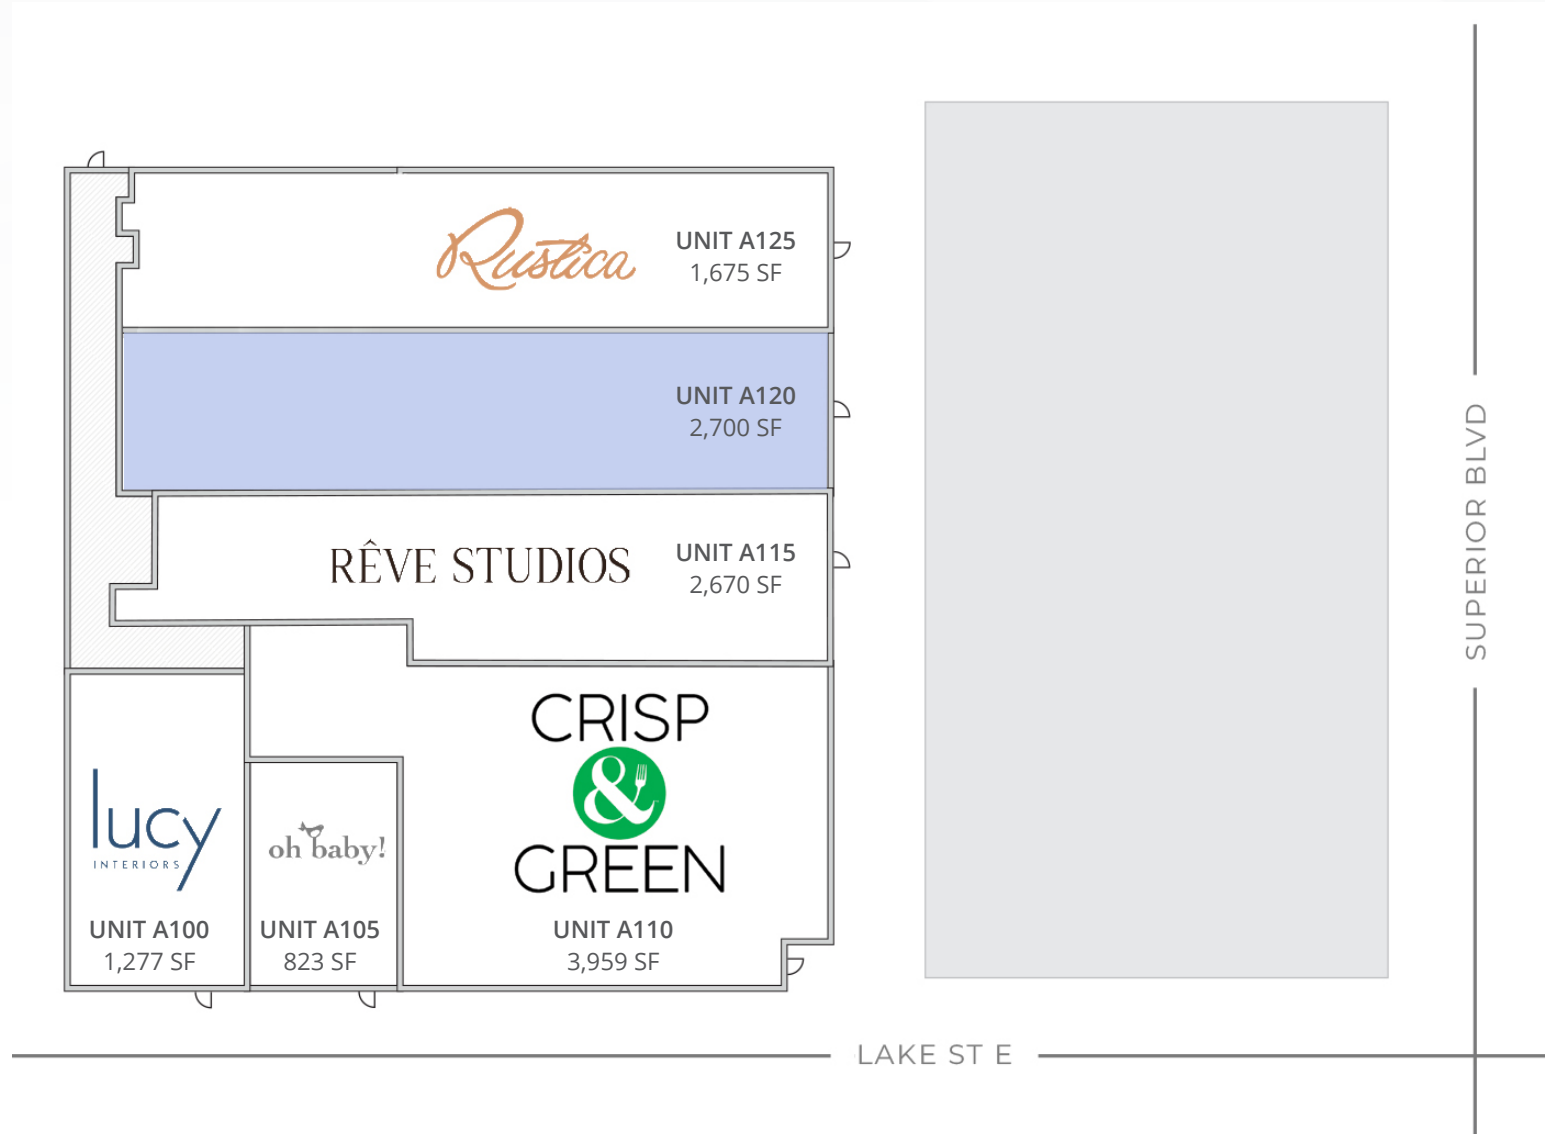 Rustica
UNIT A125
1,675 SF
UNIT A120
2,700 SF
RÊVE STUDIOS
UNIT A115
2,670 SF
CRISP
&
GREEN
UNIT A110
3,959 SF
lucy
INTERIORS
UNIT A100
1,277 SF
oh baby!
UNIT A105
823 SF
SUPERIOR BLVD
LAKE ST E